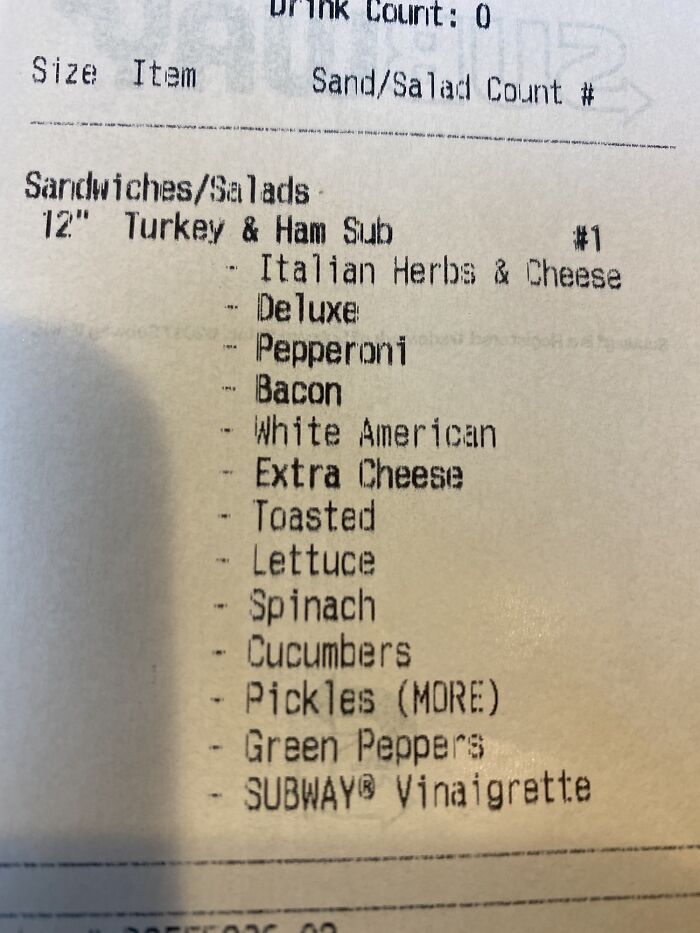 Drink Count: 0
Size Item Sand/Salad Count #
Sandwiches/Salads
12" Turkey & Ham Sub #1
- Italian Herbs & Cheese
- Deluxe
- Pepperoni
- Bacon
- White American
- Extra Cheese
- Toasted
- Lettuce
- Spinach
- Cucumbers
- Pickles (MORE)
- Green Peppers
- SUBWAY® Vinaigrette